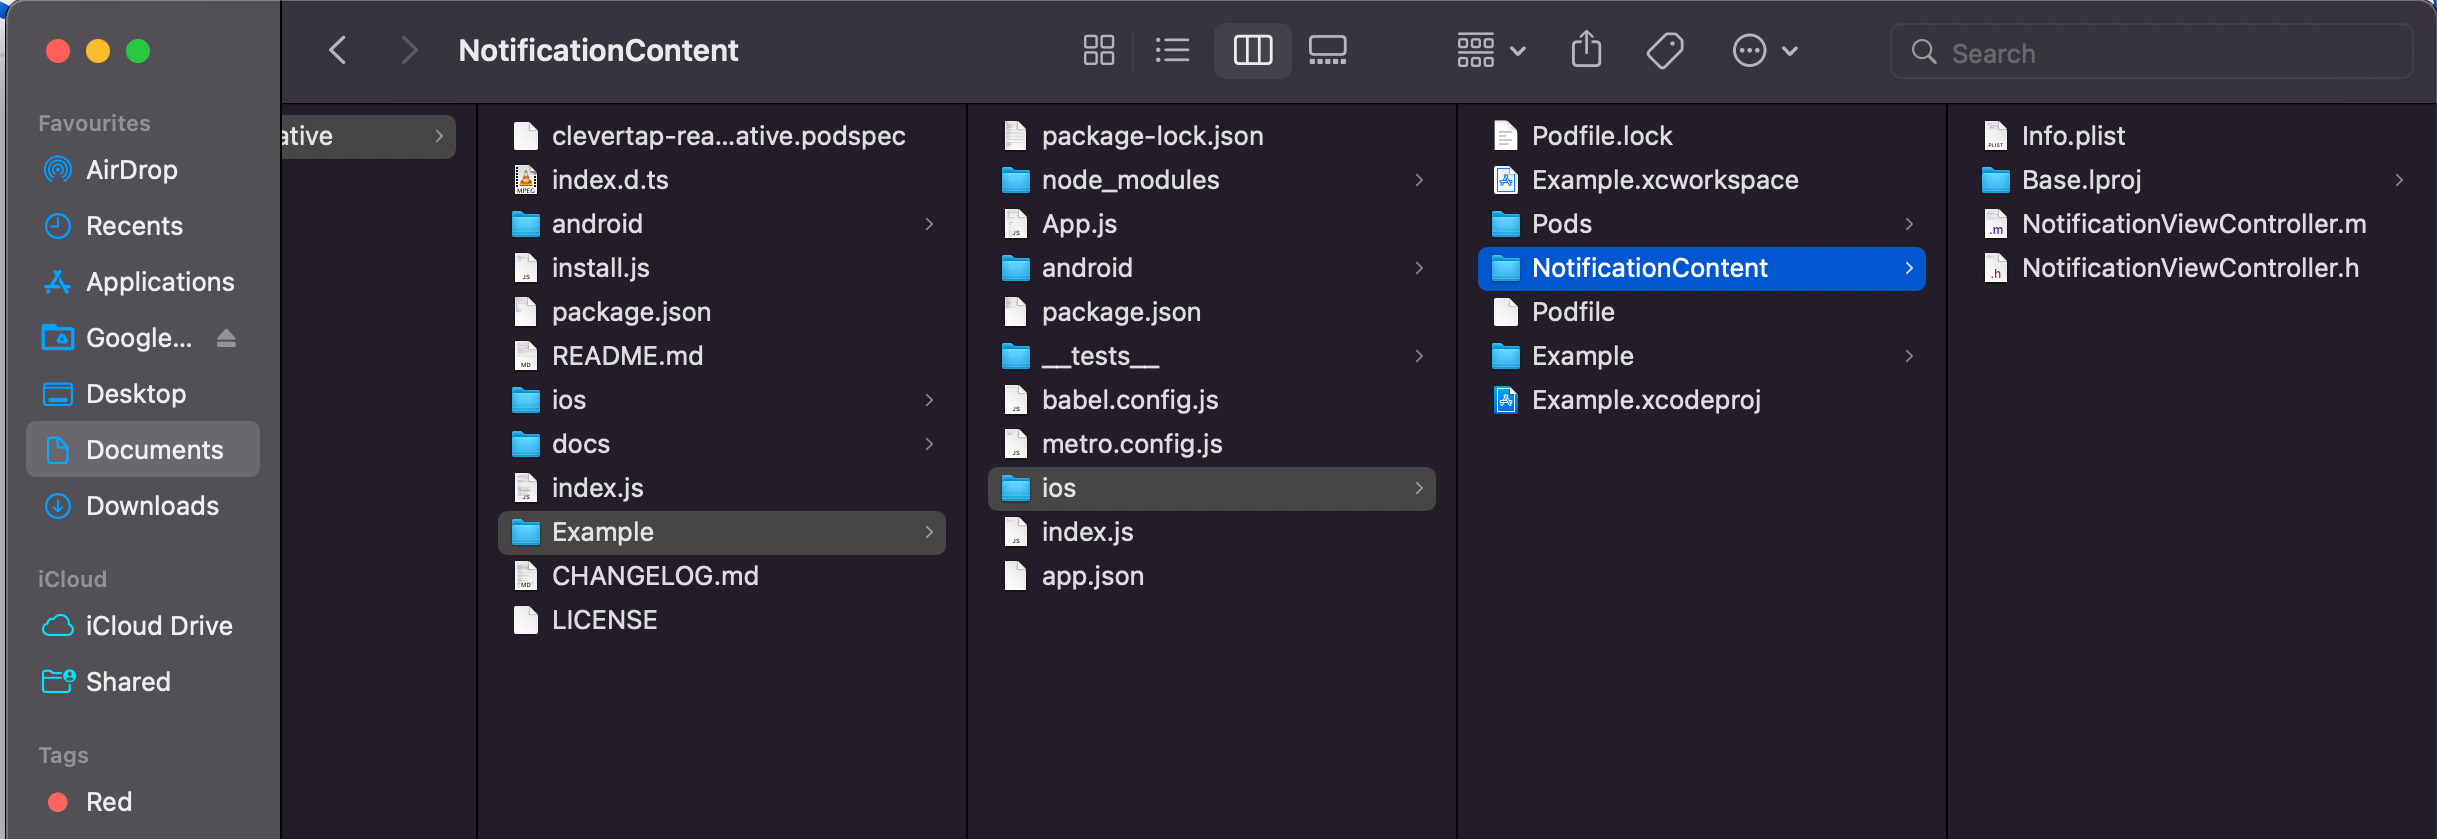 NotificationContent
Search
Favourites
AirDrop
Recents
Applications
Google...
Desktop
Documents
Downloads
iCloud
iCloud Drive
Shared
Tags
Red
ative
clevertap-rea...ative.podspec
index.d.ts
android
install.js
package.json
README.md
ios
docs
index.js
Example
CHANGELOG.md
LICENSE
package-lock.json
node_modules
App.js
android
package.json
__tests__
babel.config.js
metro.config.js
ios
index.js
app.json
Podfile.lock
Example.xcworkspace
Pods
NotificationContent
Podfile
Example
Example.xcodeproj
Info.plist
Base.lproj
NotificationViewController.m
NotificationViewController.h